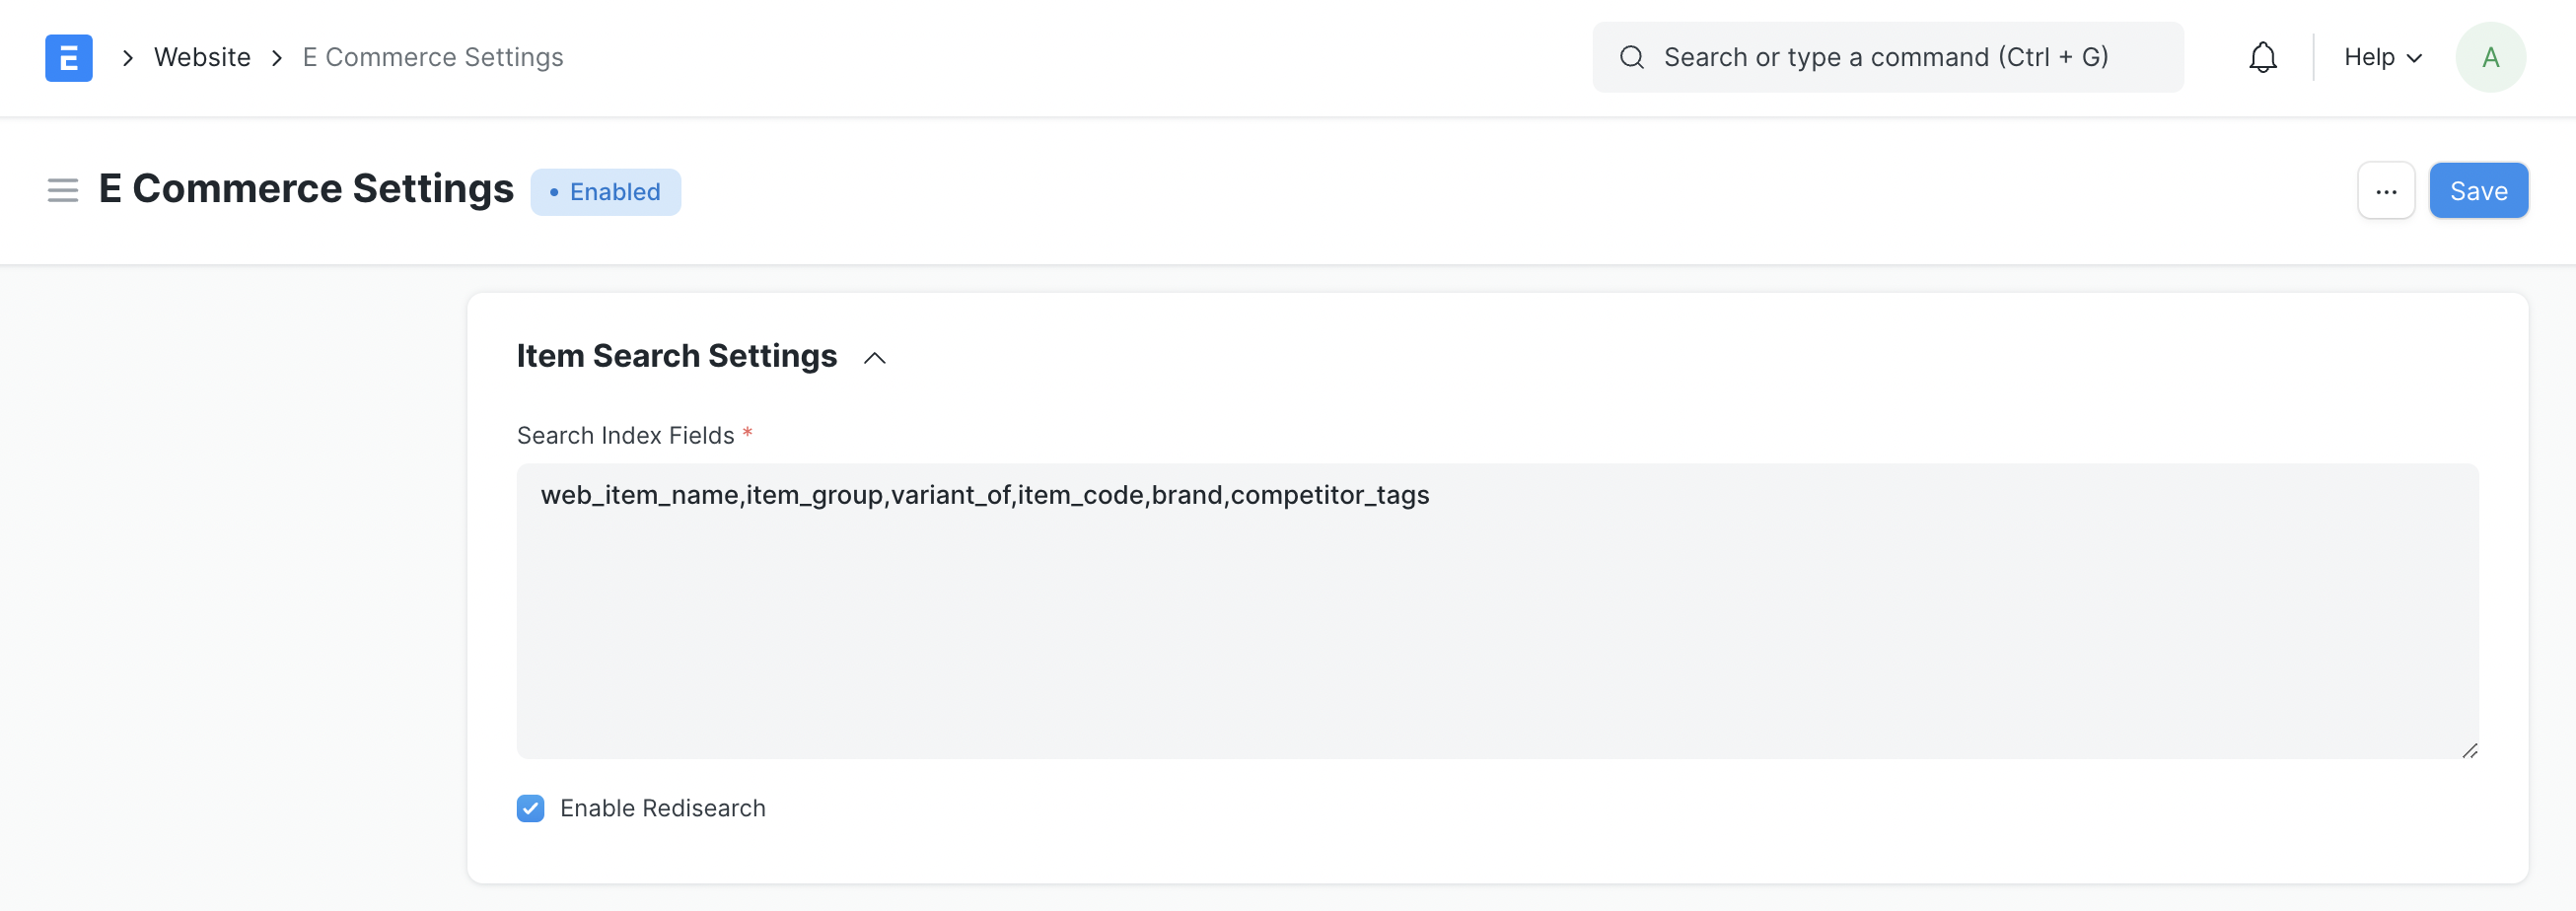 E Website E Commerce Settings Search or type a command (Ctrl + G) Help A
E Commerce Settings • Enabled ··· Save
Item Search Settings
Search Index Fields *
web_item_name,item_group,variant_of,item_code,brand,competitor_tags
Enable Redisearch